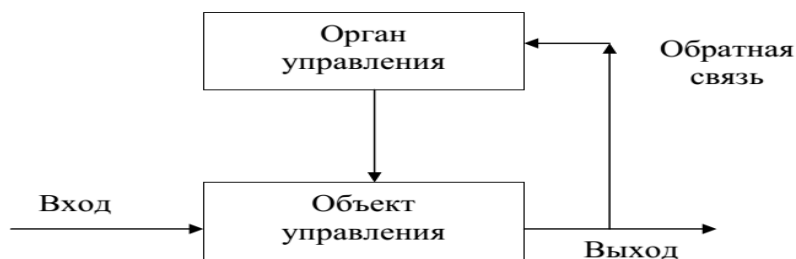 Орган
управления
Обратная
связь
Вход
Объект
управления
Выход